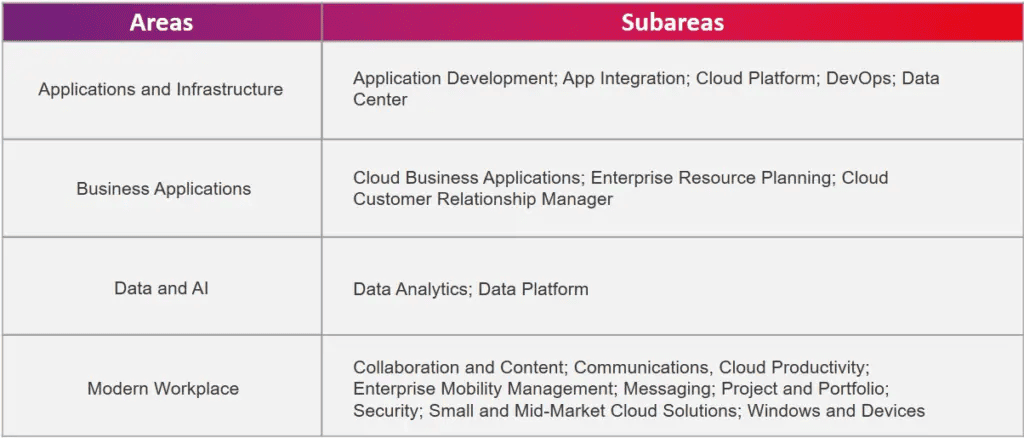 Areas
Subareas
Applications and Infrastructure
Application Development; App Integration; Cloud Platform; DevOps; Data
Center
Business Applications
Cloud Business Applications; Enterprise Resource Planning; Cloud
Customer Relationship Manager
Data and AI
Data Analytics; Data Platform
Modern Workplace
Collaboration and Content; Communications, Cloud Productivity;
Enterprise Mobility Management; Messaging; Project and Portfolio;
Security; Small and Mid-Market Cloud Solutions; Windows and Devices